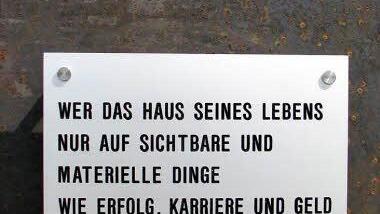 WER DAS HAUS SEINES LEBENS
NUR AUF SICHTBARE UND
MATERIELLE DINGE
WIE ERFOLG, KARRIERE UND GELD